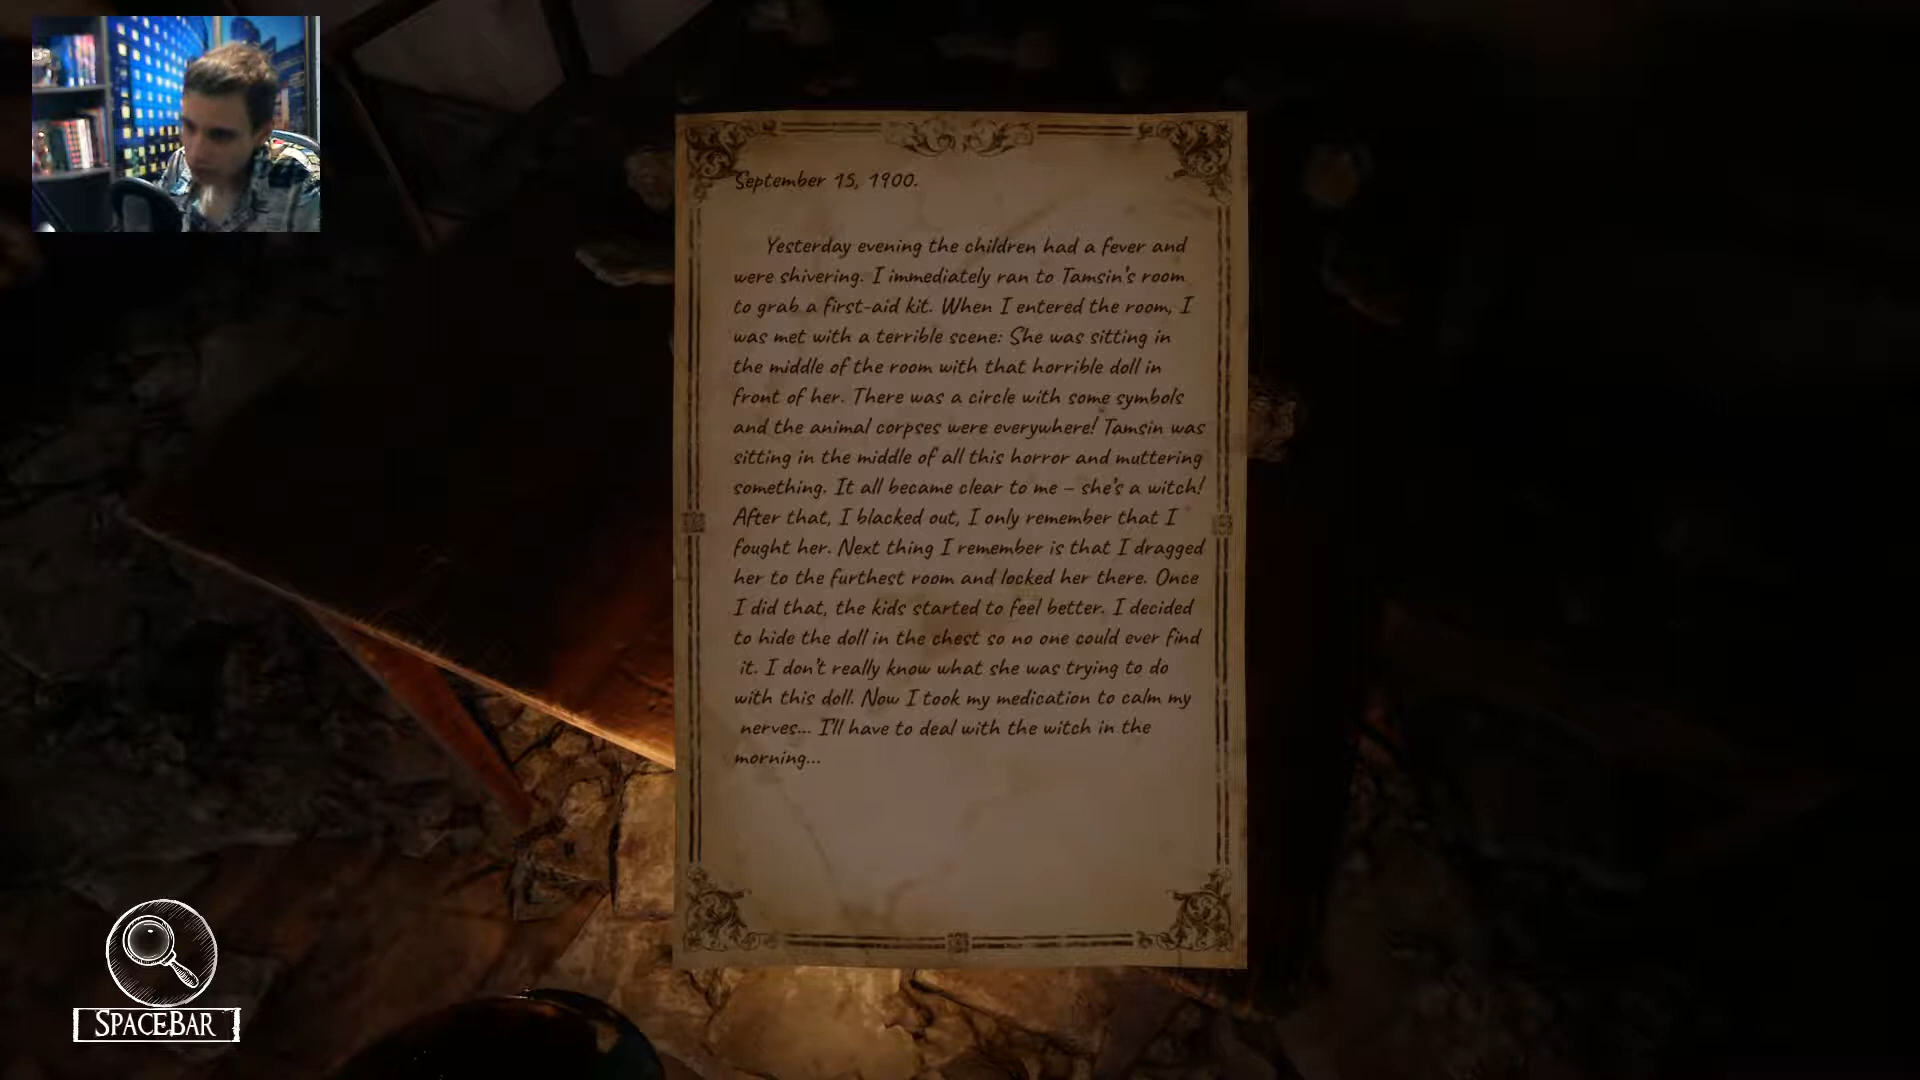 September 15, 1900.
Yesterday evening the children had a fever and
were shivering. I immediately ran to Tamsin's room
to grab a first-aid kit. When I entered the room, I
was met with a terrible scene: She was sitting in
the middle of the room with that horrible doll in
front of her. There was a circle with some symbols
and the animal corpses were everywhere! Tamsin was
sitting in the middle of all this horror and muttering
something. It all became clear to me – she's a witch!
After that, I blacked out, I only remember that I
fought her. Next thing I remember is that I dragged
her to the furthest room and locked her there. Once
I did that, the kids started to feel better. I decided
to hide the doll in the chest so no one could ever find
it. I don't really know what she was trying to do
with this doll. Now I took my medication to calm my
nerves... I'll have to deal with the witch in the
morning...
SPACEBAR